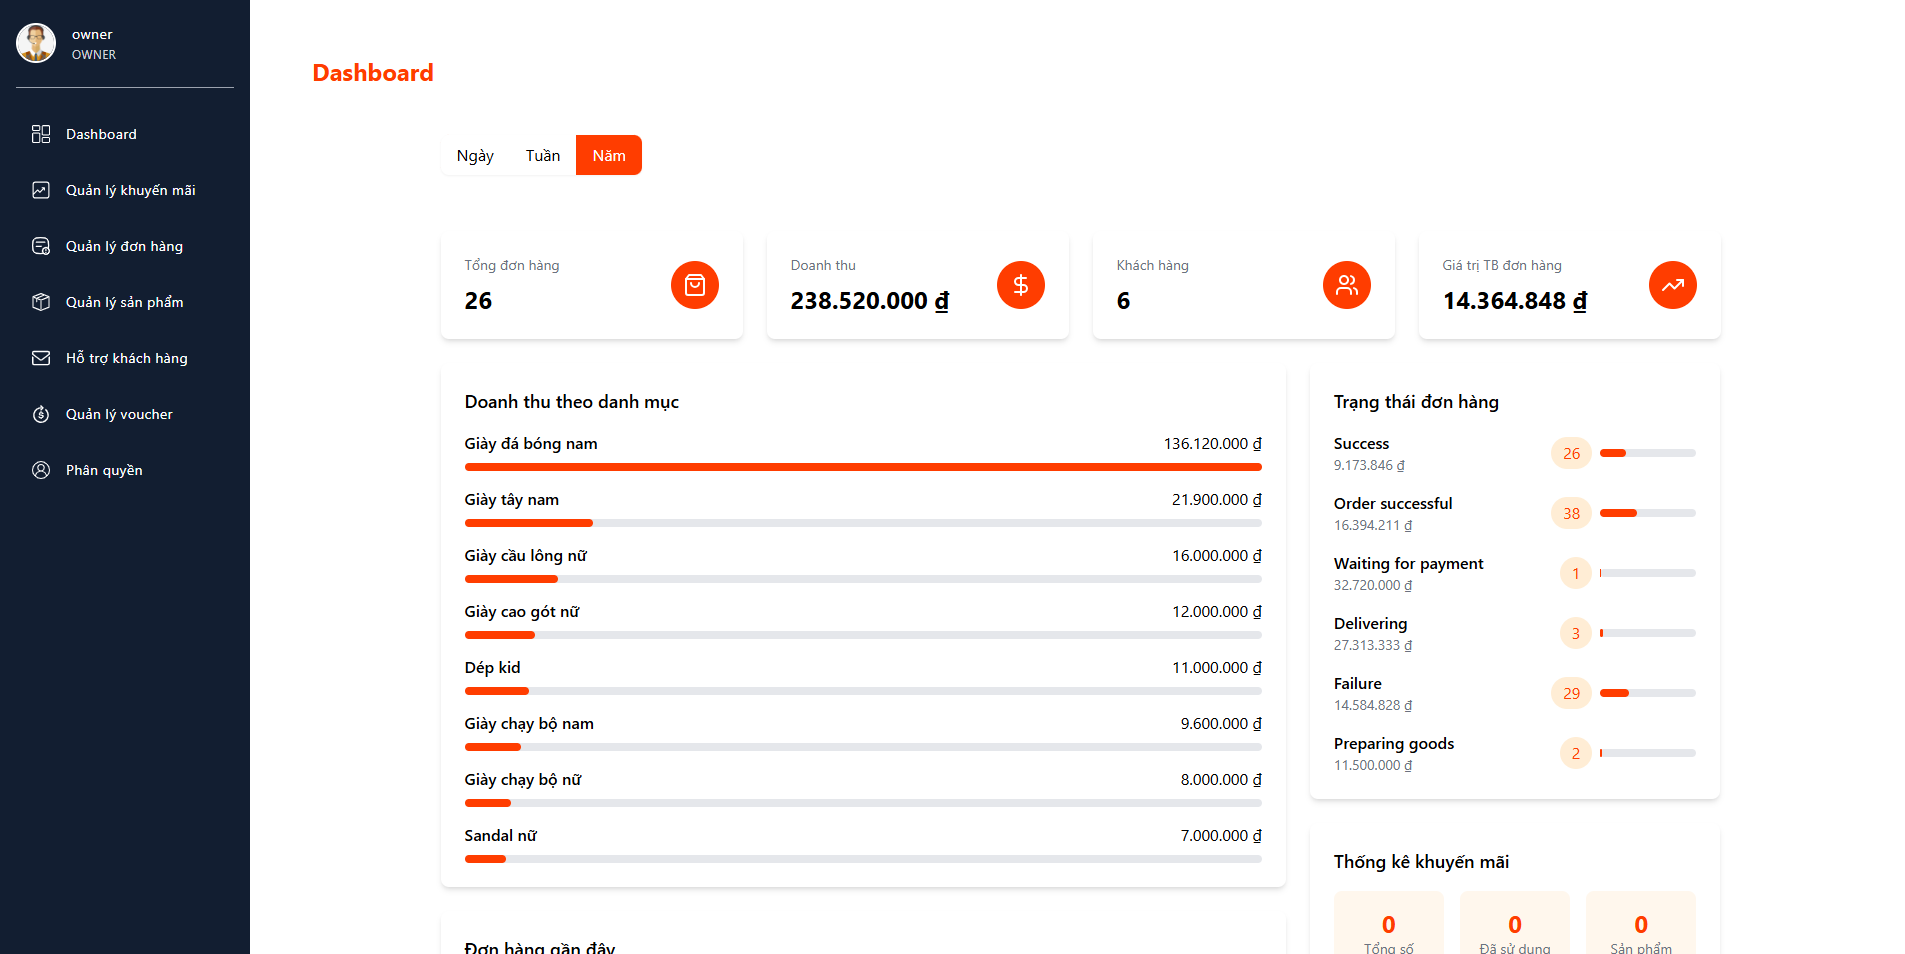 owner
OWNER
Dashboard
Quản lý khuyến mãi
Quản lý đơn hàng
Quản lý sản phẩm
Hỗ trợ khách hàng
Quản lý voucher
Phân quyền
Dashboard
Ngày Tuần Năm
Tổng đơn hàng
26
Doanh thu
238.520.000 ₫
Khách hàng
6
Giá trị TB đơn hàng
14.364.848 ₫
Doanh thu theo danh mục
Giày đá bóng nam 136.120.000 ₫
Giày tây nam 21.900.000 ₫
Giày cầu lông nữ 16.000.000 ₫
Giày cao gót nữ 12.000.000 ₫
Dép kid 11.000.000 ₫
Giày chạy bộ nam 9.600.000 ₫
Giày chạy bộ nữ 8.000.000 ₫
Sandal nữ 7.000.000 ₫
Đơn hàng gần đây
Trạng thái đơn hàng
Success 26
9.173.846 ₫
Order successful 38
16.394.211 ₫
Waiting for payment 1
32.720.000 ₫
Delivering 3
27.313.333 ₫
Failure 29
14.584.828 ₫
Preparing goods 2
11.500.000 ₫
Thống kê khuyến mãi
0 0 0
Tổng số Đã sử dụng Sản phẩm